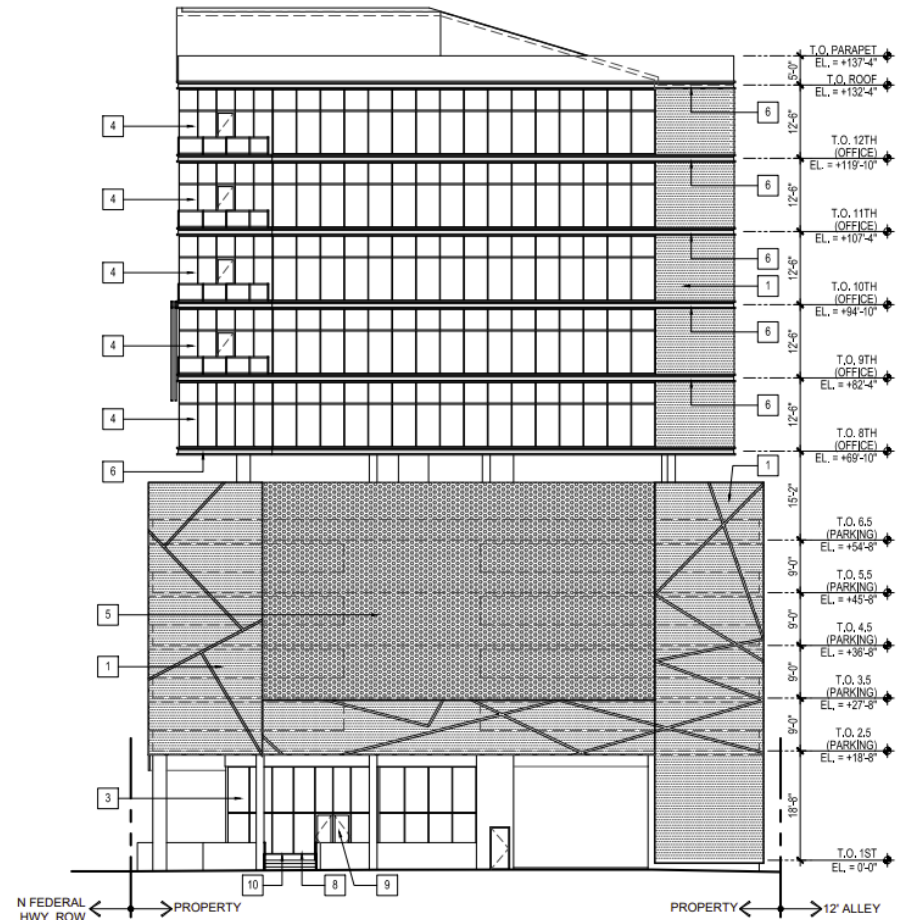 T.O. PARAPET
EL. = +137'-4"
5'-0"
T.O. ROOF
EL. = +132'-4"
6
4
12'-6"
T.O. 12TH
(OFFICE)
EL. = +119'-10"
6
4
12'-6"
T.O. 11TH
(OFFICE)
EL. = +107'-4"
6
4
12'-6"
1
T.O. 10TH
(OFFICE)
EL. = +94'-10"
6
4
12'-6"
T.O. 9TH
(OFFICE)
EL. = +82'-4"
6
4
12'-6"
T.O. 8TH
(OFFICE)
EL. = +69'-10"
6
1
15'-2"
T.O. 6.5
(PARKING)
EL. = +54'-8"
9'-0"
T.O. 5.5
(PARKING)
EL. = +45'-8"
5
9'-0"
T.O. 4.5
(PARKING)
EL. = +36'-8"
1
9'-0"
T.O. 3.5
(PARKING)
EL. = +27'-8"
9'-0"
T.O. 2.5
(PARKING)
EL. = +18'-8"
3
18'-8"
T.O. 1ST
EL. = 0'-0"
10
8
9
N FEDERAL
HWY. ROW
PROPERTY
PROPERTY
12' ALLEY